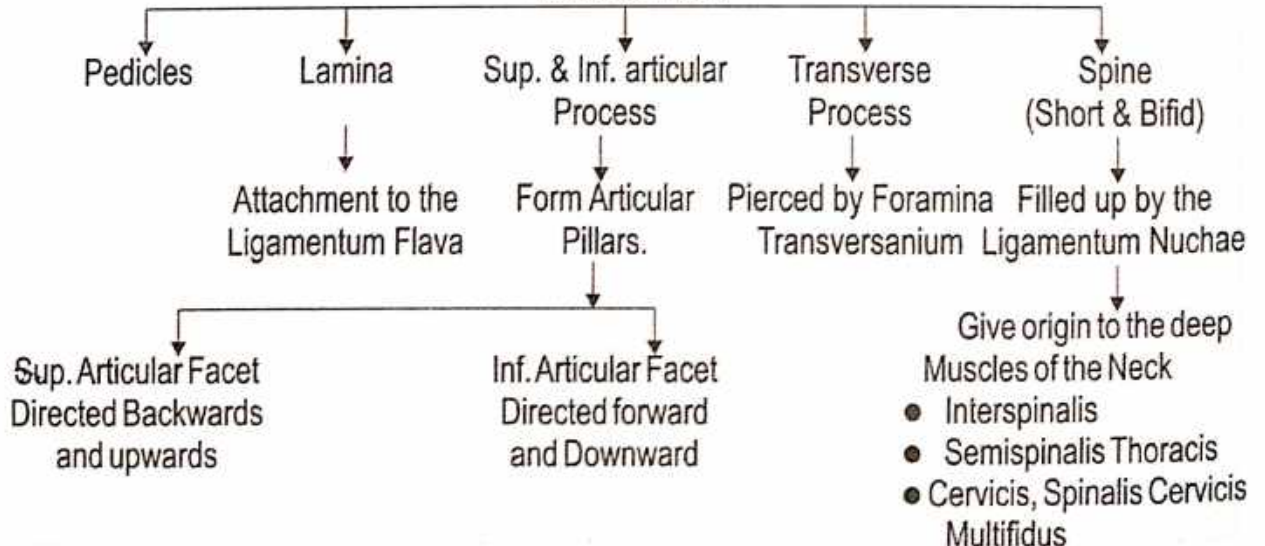 Pedicles
Lamina
Sup. & Inf. articular
Process
Transverse
Process
Spine
(Short & Bifid)
Attachment to the
Ligamentum Flava
Form Articular
Pillars.
Pierced by Foramina
Transversanium
Filled up by the
Ligamentum Nuchae
Sup. Articular Facet
Directed Backwards
and upwards
Inf. Articular Facet
Directed forward
and Downward
Give origin to the deep
Muscles of the Neck
● Interspinalis
● Semispinalis Thoracis
● Cervicis, Spinalis Cervicis
Multifidus